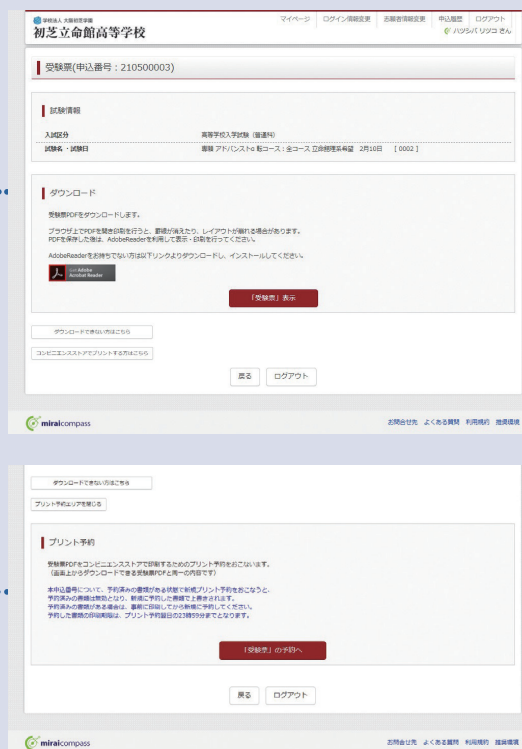 学校法人 大阪初芝学園
初芝立命館高等学校
マイページ ログイン情報変更 志願者情報変更 申込履歴 ログアウト
ハツシバ リツコ さん
受験票(申込番号：210500003)
試験情報
入試区分 高等学校入学試験（普通科）
試験名・試験日 専願 アドバンストα 転コース：全コース 立命館理系希望 2月10日 [ 0002 ]
ダウンロード
受験票PDFをダウンロードします。
ブラウザ上でPDFを開き印刷を行うと、罫線が消えたり、レイアウトが崩れる場合があります。
PDFを保存した後は、AdobeReaderを利用して表示・印刷を行ってください。
AdobeReaderをお持ちでない方は以下リンクよりダウンロードし、インストールしてください。
Get Adobe
Acrobat Reader
「受験票」表示
ダウンロードできない方はこちら
コンビニエンスストアでプリントする方はこちら
戻る ログアウト
miraicompass
お問合せ先 よくある質問 利用規約 推奨環境
ダウンロードできない方はこちら
プリント予約エリアを閉じる
プリント予約
受験票PDFをコンビニエンスストアで印刷するためのプリント予約をおこないます。
（画面上からダウンロードできる受験票PDFと同一の内容です）
本申込番号について、予約済みの書類がある状態で新規プリント予約をおこなうと、
予約済みの書類は無効となり、新規に予約した書類で上書きされます。
予約済みの書類がある場合は、事前に印刷してから新規に予約してください。
予約した書類の印刷期限は、プリント予約翌日の23時59分までとなります。
「受験票」の予約へ
戻る ログアウト
miraicompass
お問合せ先 よくある質問 利用規約 推奨環境